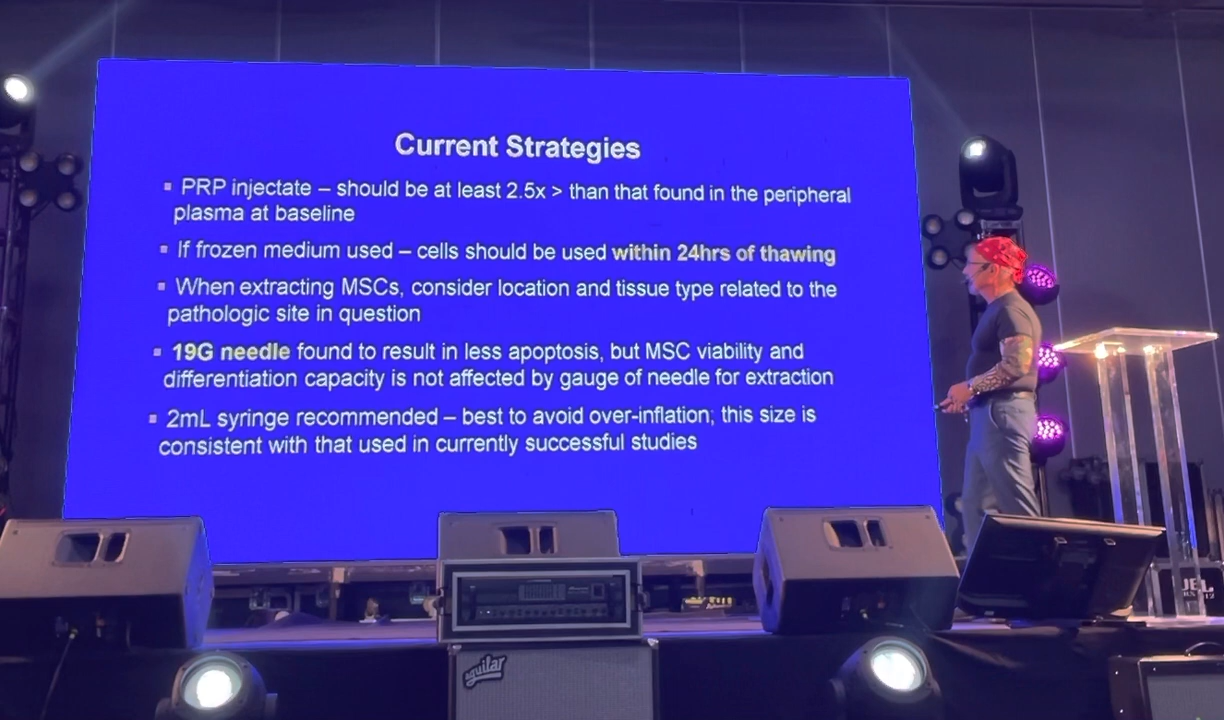 Current Strategies
▪ PRP injectate – should be at least 2.5x > than that found in the peripheral
plasma at baseline
▪ If frozen medium used – cells should be used within 24hrs of thawing
▪ When extracting MSCs, consider location and tissue type related to the
pathologic site in question
▪ 19G needle found to result in less apoptosis, but MSC viability and
differentiation capacity is not affected by gauge of needle for extraction
▪ 2mL syringe recommended – best to avoid over-inflation; this size is
consistent with that used in currently successful studies
aguilar